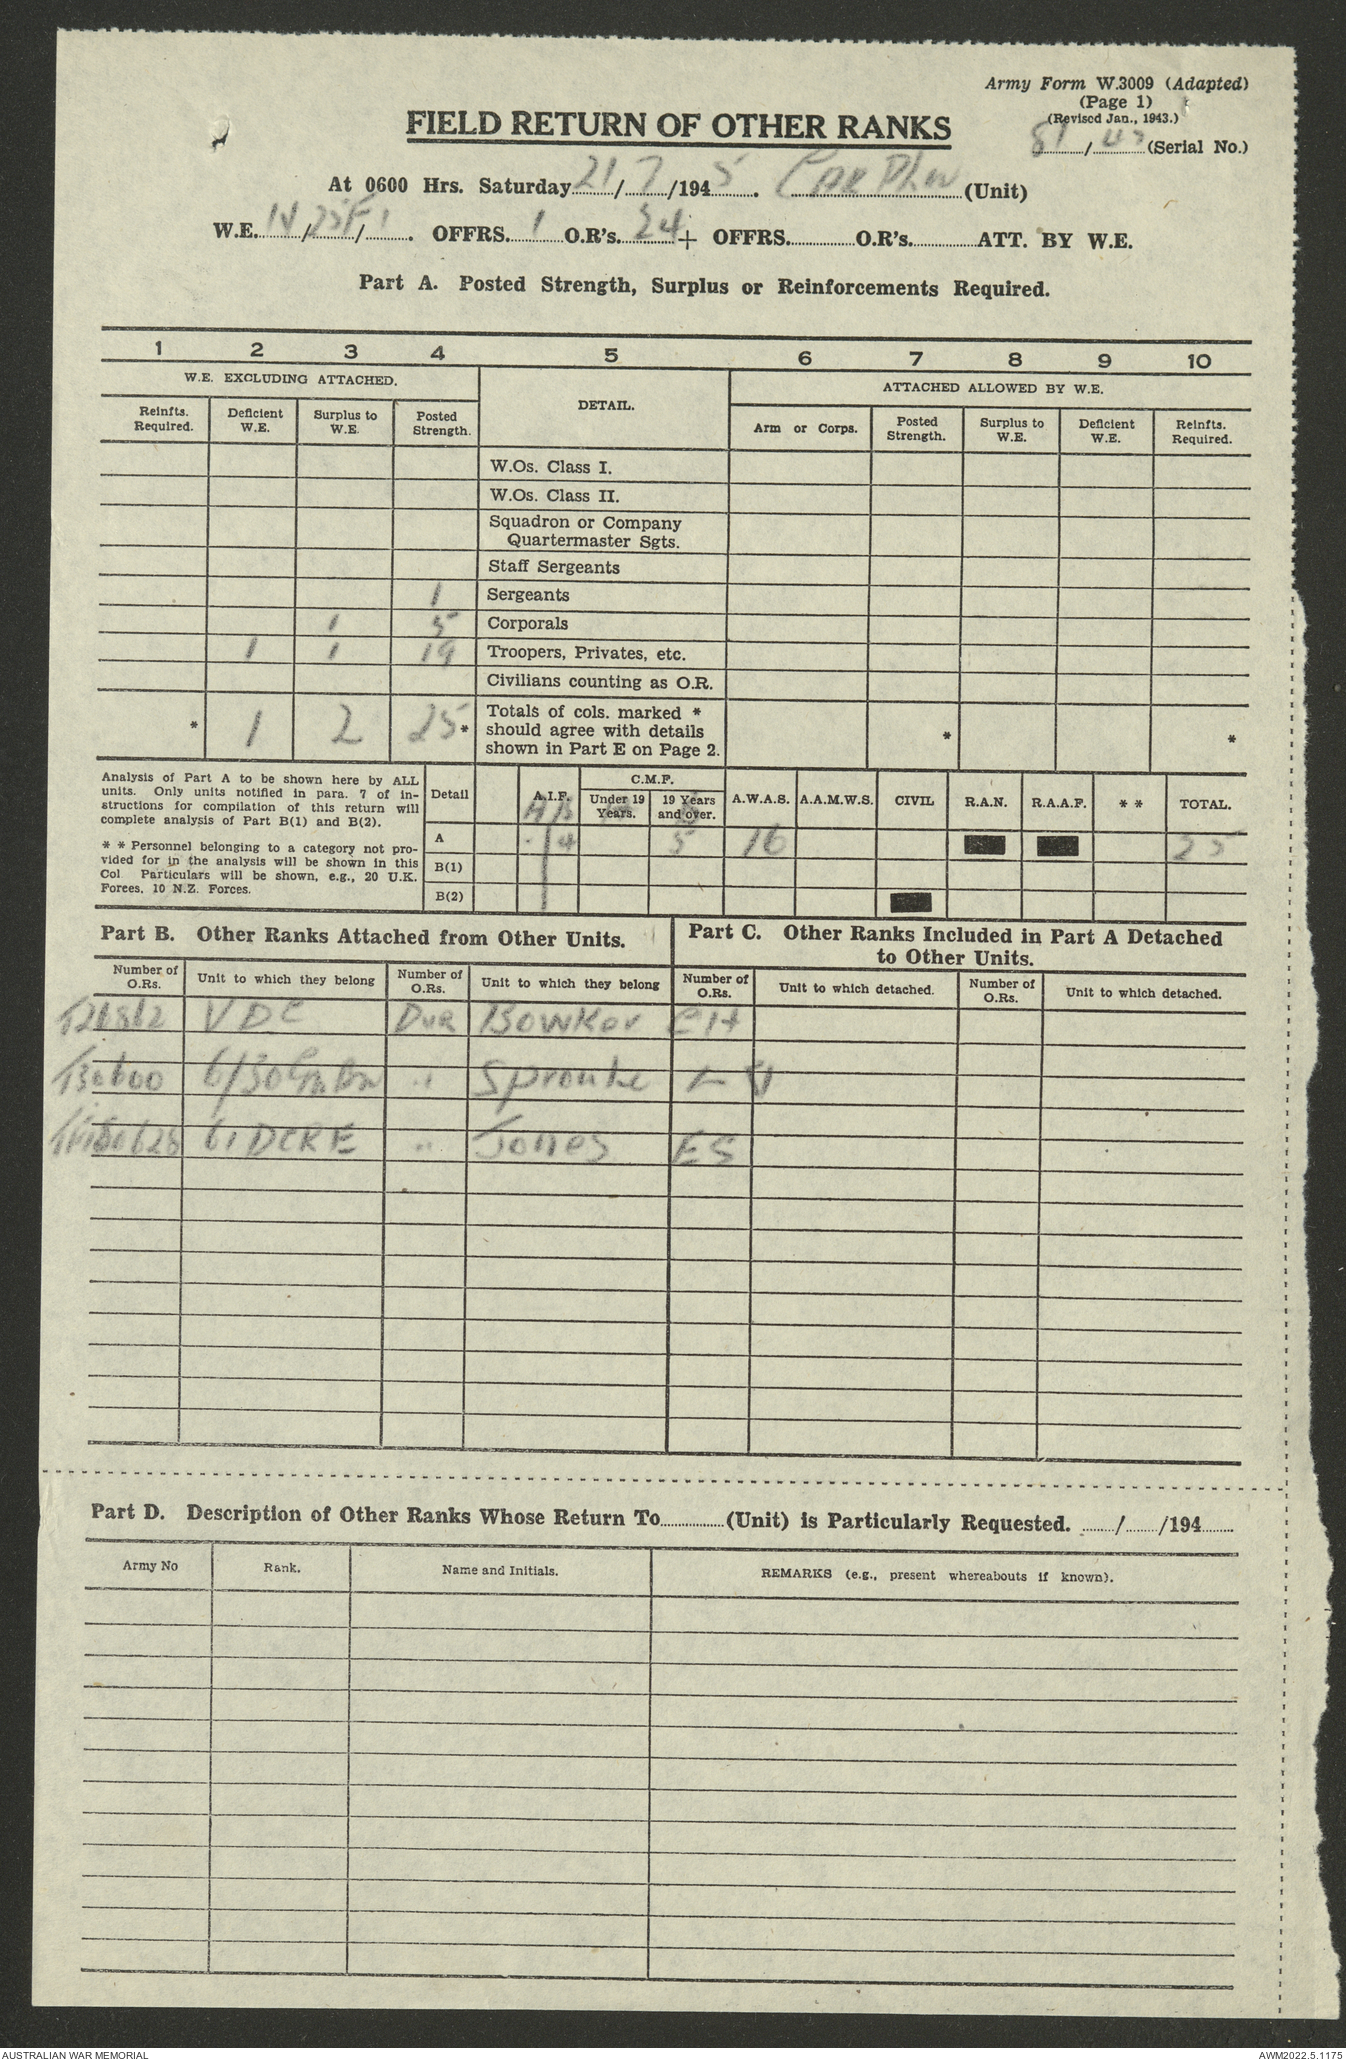 Army Form W.3009 (Adapted)
(Page 1)
(Revised Jan., 1943.)
FIELD RETURN OF OTHER RANKS
81/ (Serial No.)
At 0600 Hrs. Saturday 21/7/1945. (Unit)
W.E. OFFRS. 1 O.R's. 24 + OFFRS. O.R's. ATT. BY W.E.
Part A. Posted Strength, Surplus or Reinforcements Required.
1 2 3 4 5 6 7 8 9 10
W.E. EXCLUDING ATTACHED. DETAIL. ATTACHED ALLOWED BY W.E.
Reinfts. Required. Deficient W.E. Surplus to W.E. Posted Strength. Arm or Corps. Posted Strength. Surplus to W.E. Deficient W.E. Reinfts. Required.
W.Os. Class I.
W.Os. Class II.
Squadron or Company
Quartermaster Sgts.
Staff Sergeants
1 Sergeants
1 5 Corporals
1 1 19 Troopers, Privates, etc.
Civilians counting as O.R.
* 1 2 25* Totals of cols. marked * should agree with details shown in Part E on Page 2. * *
Analysis of Part A to be shown here by ALL
units. Only units notified in para. 7 of in-
structions for compilation of this return will
complete analysis of Part B(1) and B(2).
* * Personnel belonging to a category not pro-
vided for in the analysis will be shown in this
Col Particulars will be shown, e.g., 20 U.K.
Forces, 10 N.Z. Forces.
C.M.F.
Detail A.I.F. Under 19 Years. 19 Years and over. A.W.A.S. A.A.M.W.S. CIVIL R.A.N. R.A.A.F. * * TOTAL.
A B
A 4 5 16 25
B(1)
B(2)
Part B. Other Ranks Attached from Other Units.
Part C. Other Ranks Included in Part A Detached
to Other Units.
Number of O.Rs. Unit to which they belong Number of O.Rs. Unit to which they belong Number of O.Rs. Unit to which detached. Number of O.Rs. Unit to which detached.
VDC Dvr Bowker CH
" Sproule
61 DCRE " Jones ES
Part D. Description of Other Ranks Whose Return To (Unit) is Particularly Requested. / /194
Army No Rank. Name and Initials. REMARKS (e.g., present whereabouts if known).
AUSTRALIAN WAR MEMORIAL AWM2022.5.1175